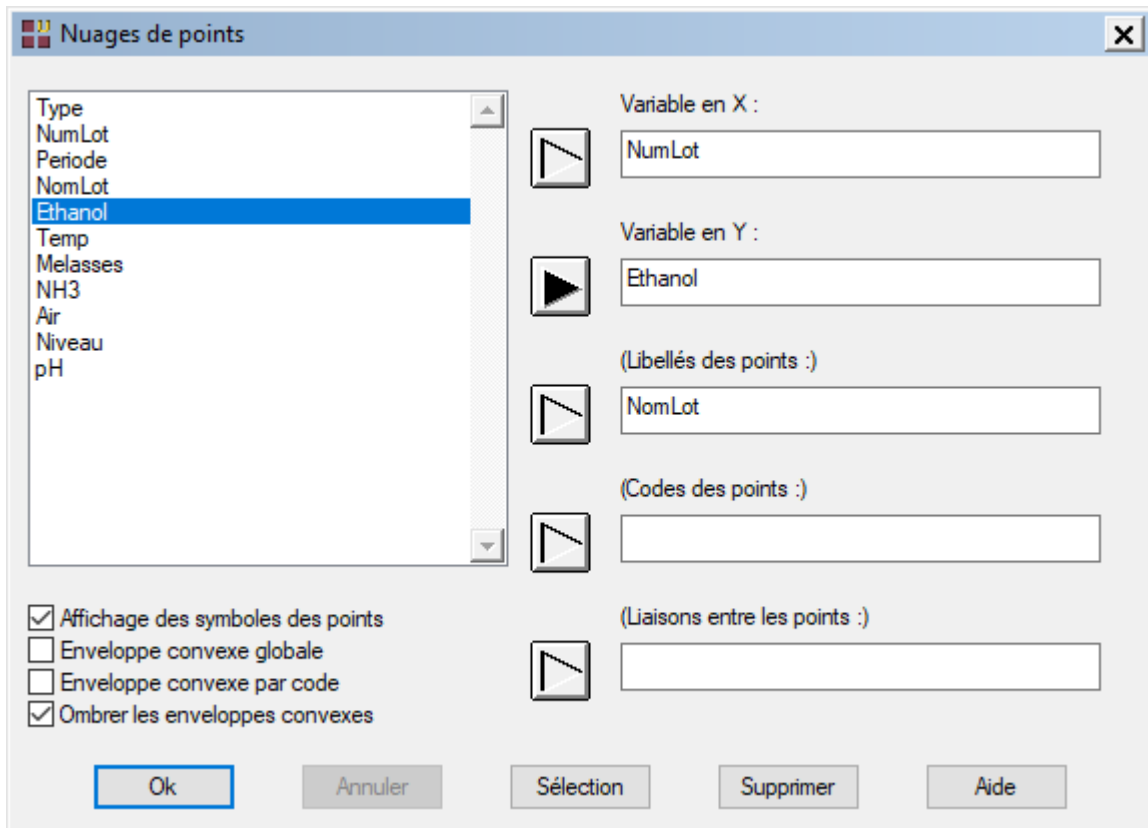 Nuages de points
Type
NumLot
Periode
NomLot
Ethanol
Temp
Melasses
NH3
Air
Niveau
pH
Variable en X :
NumLot
Variable en Y :
Ethanol
(Libellés des points :)
NomLot
(Codes des points :)
(Liaisons entre les points :)
Affichage des symboles des points
Enveloppe convexe globale
Enveloppe convexe par code
Ombrer les enveloppes convexes
Ok
Annuler
Sélection
Supprimer
Aide